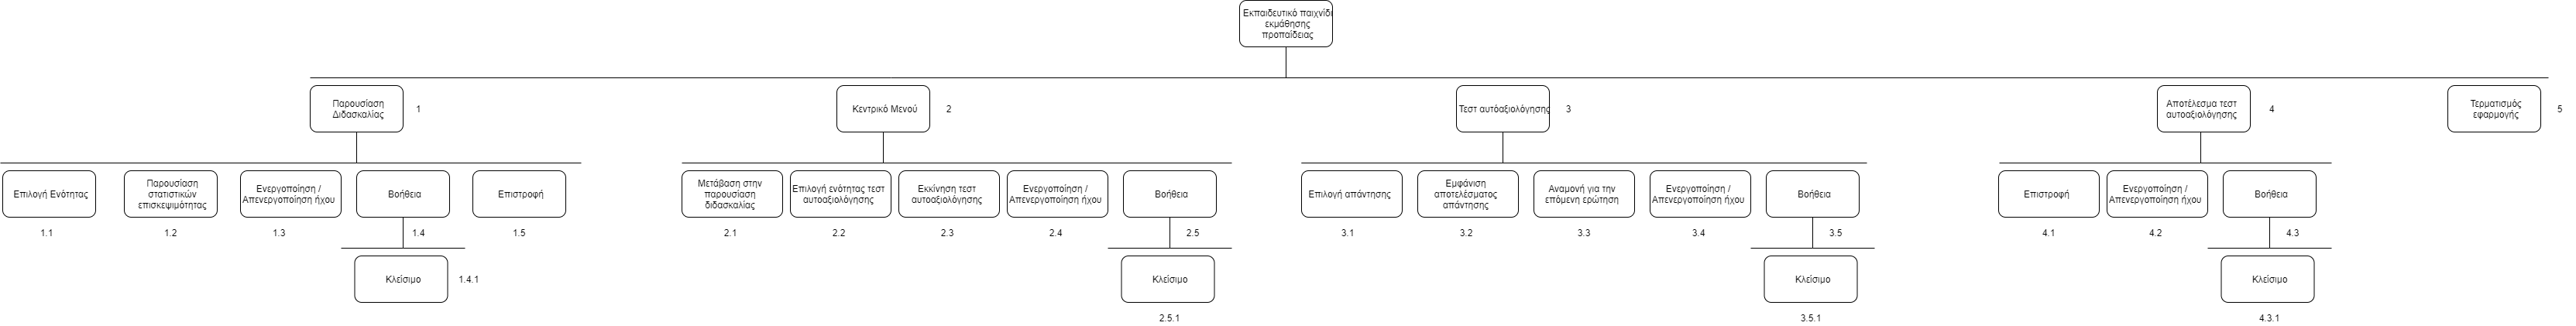 Εκπαιδευτικό παιχνίδι
εκμάθησης
προπαίδειας
Παρουσίαση
Διδασκαλίας
1
Κεντρικό Μενού
2
Τεστ αυτόαξιολόγησης
3
Αποτέλεσμα τεστ
αυτοαξιολόγησης
4
Τερματισμός
εφαρμογής
5
Επιλογή Ενότητας
1.1
Παρουσίαση
στατιστικών
επισκεψιμότητας
1.2
Ενεργοποίηση /
Απενεργοποίηση ήχου
1.3
Βοήθεια
1.4
Επιστροφή
1.5
Κλείσιμο
1.4.1
Μετάβαση στην
παρουσίαση
διδασκαλίας
2.1
Επιλογή ενότητας τεστ
αυτοαξιολόγησης
2.2
Εκκίνηση τεστ
αυτοαξιολόγησης
2.3
Ενεργοποίηση /
Απενεργοποίηση ήχου
2.4
Βοήθεια
2.5
Κλείσιμο
2.5.1
Επιλογή απάντησης
3.1
Εμφάνιση
αποτελέσματος
απάντησης
3.2
Αναμονή για την
επόμενη ερώτηση
3.3
Ενεργοποίηση /
Απενεργοποίηση ήχου
3.4
Βοήθεια
3.5
Κλείσιμο
3.5.1
Επιστροφή
4.1
Ενεργοποίηση /
Απενεργοποίηση ήχου
4.2
Βοήθεια
4.3
Κλείσιμο
4.3.1